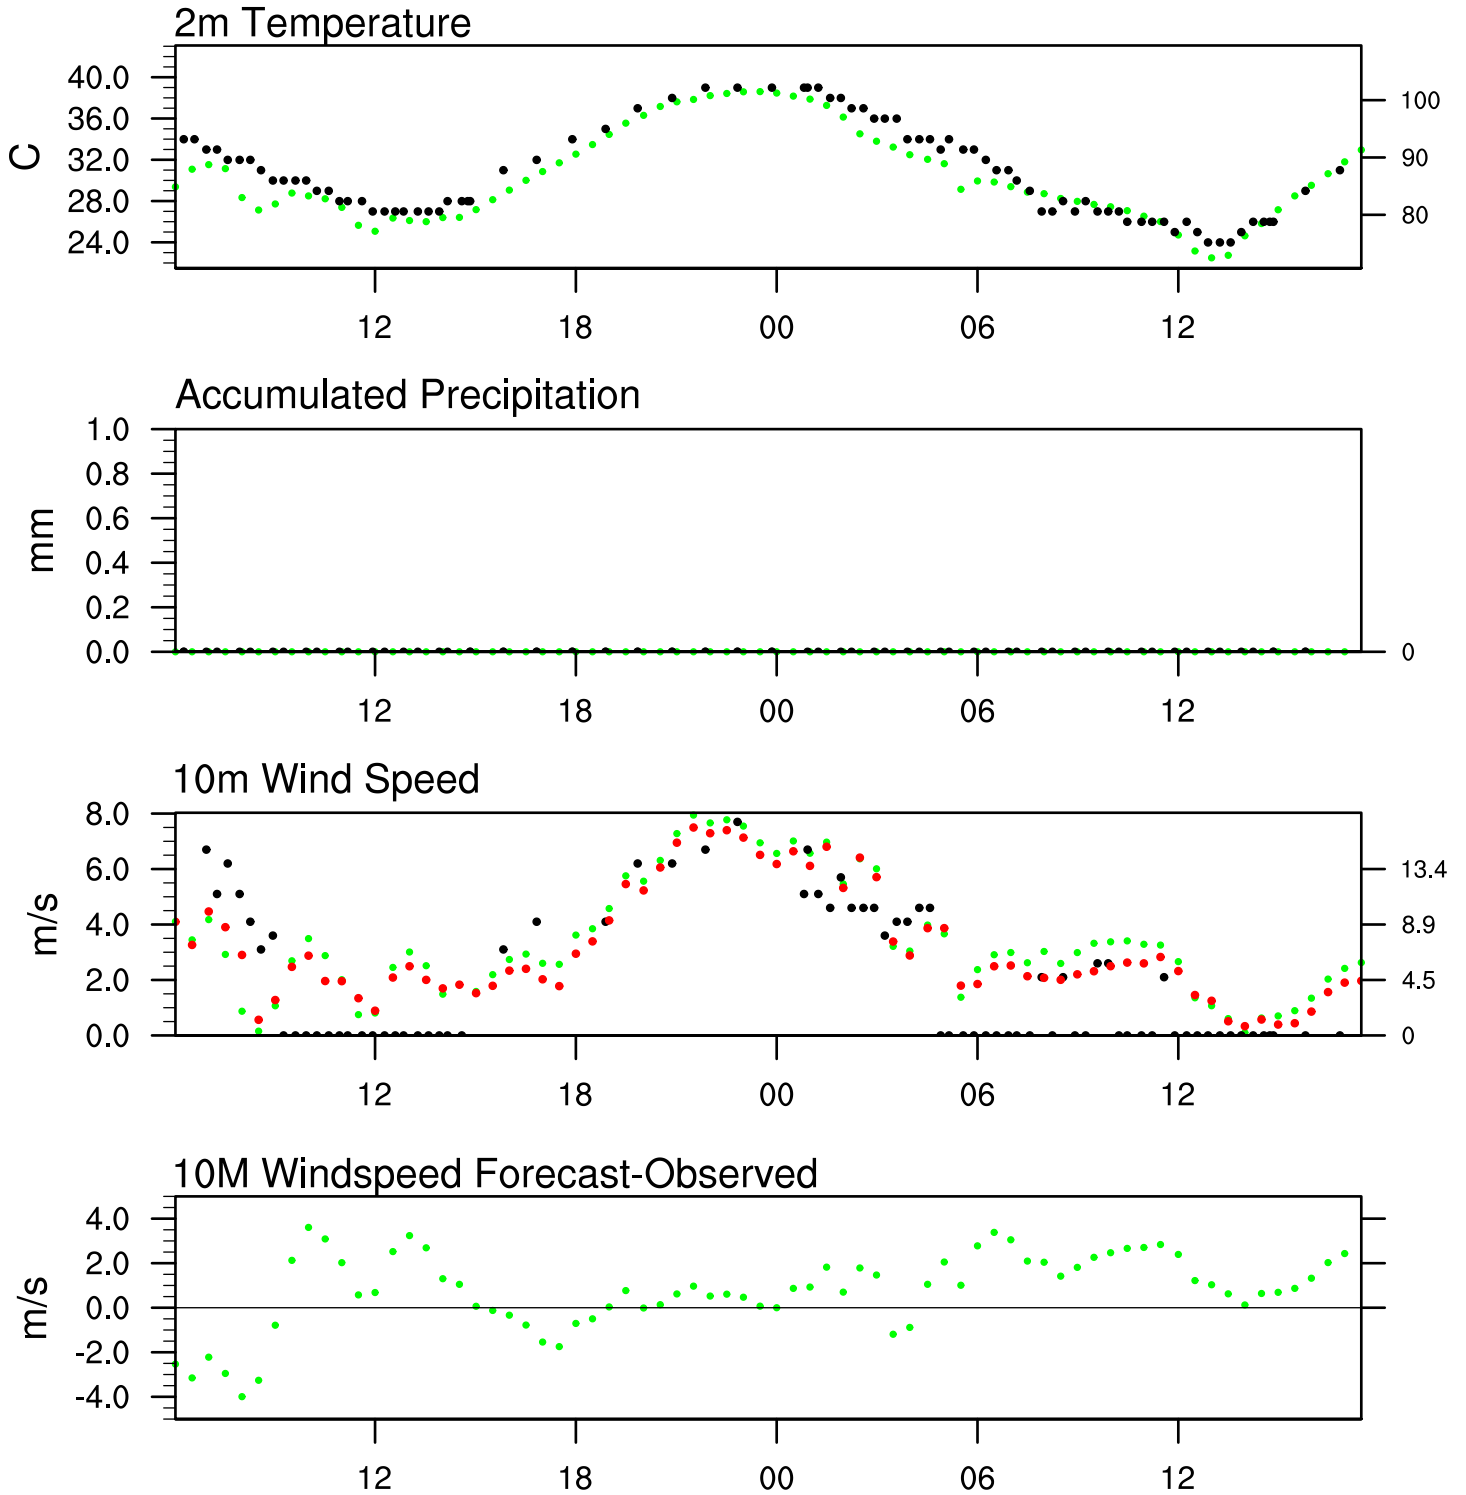 2m Temperature
C
40.0
36.0
32.0
28.0
24.0
100
90
80
12 18 00 06 12
Accumulated Precipitation
mm
1.0
0.8
0.6
0.4
0.2
0.0
0
12 18 00 06 12
10m Wind Speed
m/s
8.0
6.0
4.0
2.0
0.0
13.4
8.9
4.5
0
12 18 00 06 12
10M Windspeed Forecast-Observed
m/s
4.0
2.0
0.0
-2.0
-4.0
12 18 00 06 12